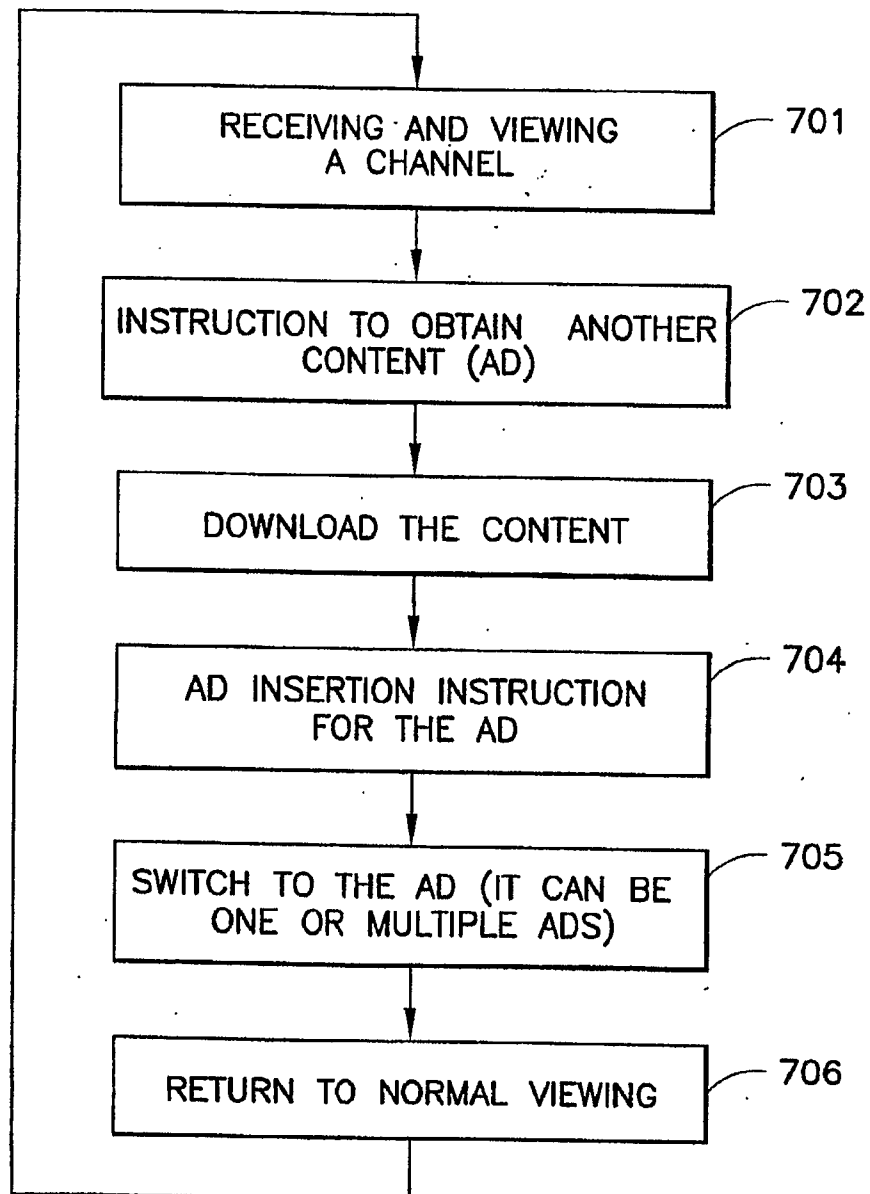 RECEIVING AND VIEWING
A CHANNEL
701
INSTRUCTION TO OBTAIN ANOTHER
CONTENT (AD)
702
DOWNLOAD THE CONTENT
703
AD INSERTION INSTRUCTION
FOR THE AD
704
SWITCH TO THE AD (IT CAN BE
ONE OR MULTIPLE ADS)
705
RETURN TO NORMAL VIEWING
706